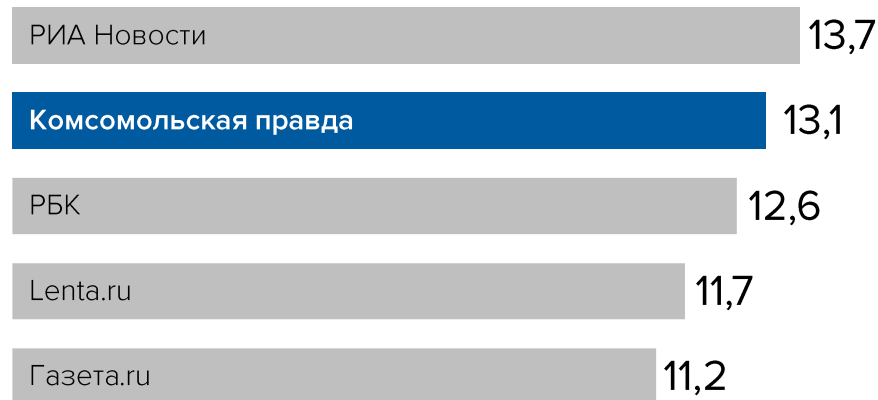 РИА Новости 13,7
Комсомольская правда 13,1
РБК 12,6
Lenta.ru 11,7
Газета.ru 11,2